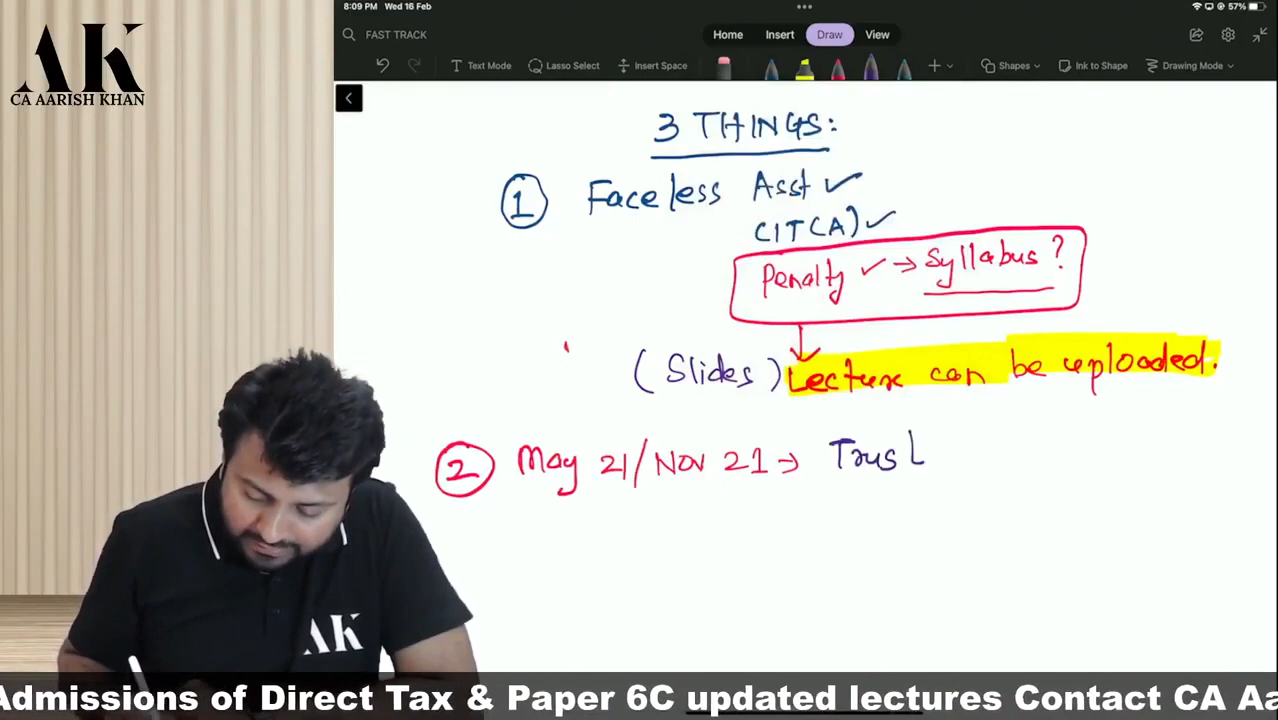 8:09 PM Wed 16 Feb
57%
FAST TRACK
Home Insert Draw View
Text Mode Lasso Select Insert Space Shapes Ink to Shape Drawing Mode
AK
CA AARISH KHAN
3 THINGS:
1 Faceless Asst ✓
CIT(A) ✓
Penalty ✓ → Syllabus ?
(Slides) Lecture can be uploaded.
2 May 21/Nov 21 → Trust
AK
Admissions of Direct Tax & Paper 6C updated lectures Contact CA Aa